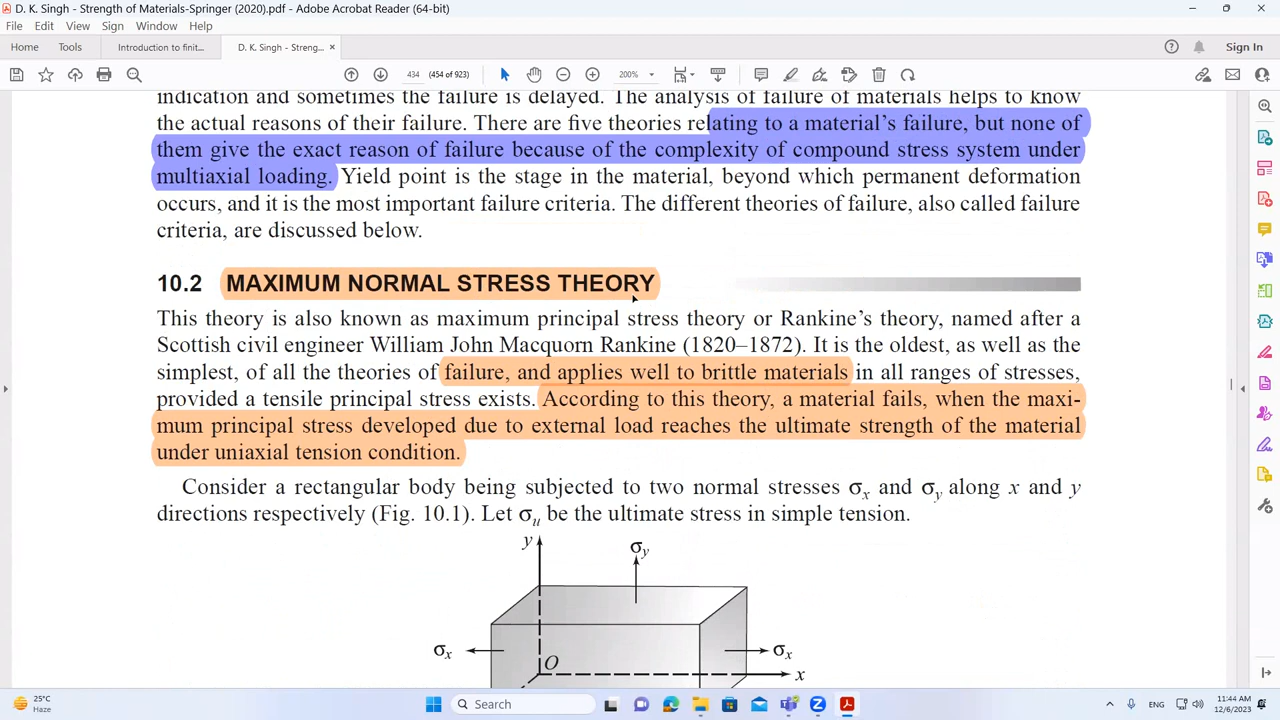 D. K. Singh - Strength of Materials-Springer (2020).pdf - Adobe Acrobat Reader (64-bit)
File Edit View Sign Window Help
Home Tools Introduction to finit... D. K. Singh - Streng... × Sign In
434 (454 of 923) 200%
indication and sometimes the failure is delayed. The analysis of failure of materials helps to know
the actual reasons of their failure. There are five theories relating to a material's failure, but none of
them give the exact reason of failure because of the complexity of compound stress system under
multiaxial loading. Yield point is the stage in the material, beyond which permanent deformation
occurs, and it is the most important failure criteria. The different theories of failure, also called failure
criteria, are discussed below.
10.2 MAXIMUM NORMAL STRESS THEORY
This theory is also known as maximum principal stress theory or Rankine's theory, named after a
Scottish civil engineer William John Macquorn Rankine (1820–1872). It is the oldest, as well as the
simplest, of all the theories of failure, and applies well to brittle materials in all ranges of stresses,
provided a tensile principal stress exists. According to this theory, a material fails, when the maxi-
mum principal stress developed due to external load reaches the ultimate strength of the material
under uniaxial tension condition.
Consider a rectangular body being subjected to two normal stresses σx and σy along x and y
directions respectively (Fig. 10.1). Let σu be the ultimate stress in simple tension.
y σy
σx O σx x
25°C
Haze
Search
ENG
11:44 AM
12/6/2023